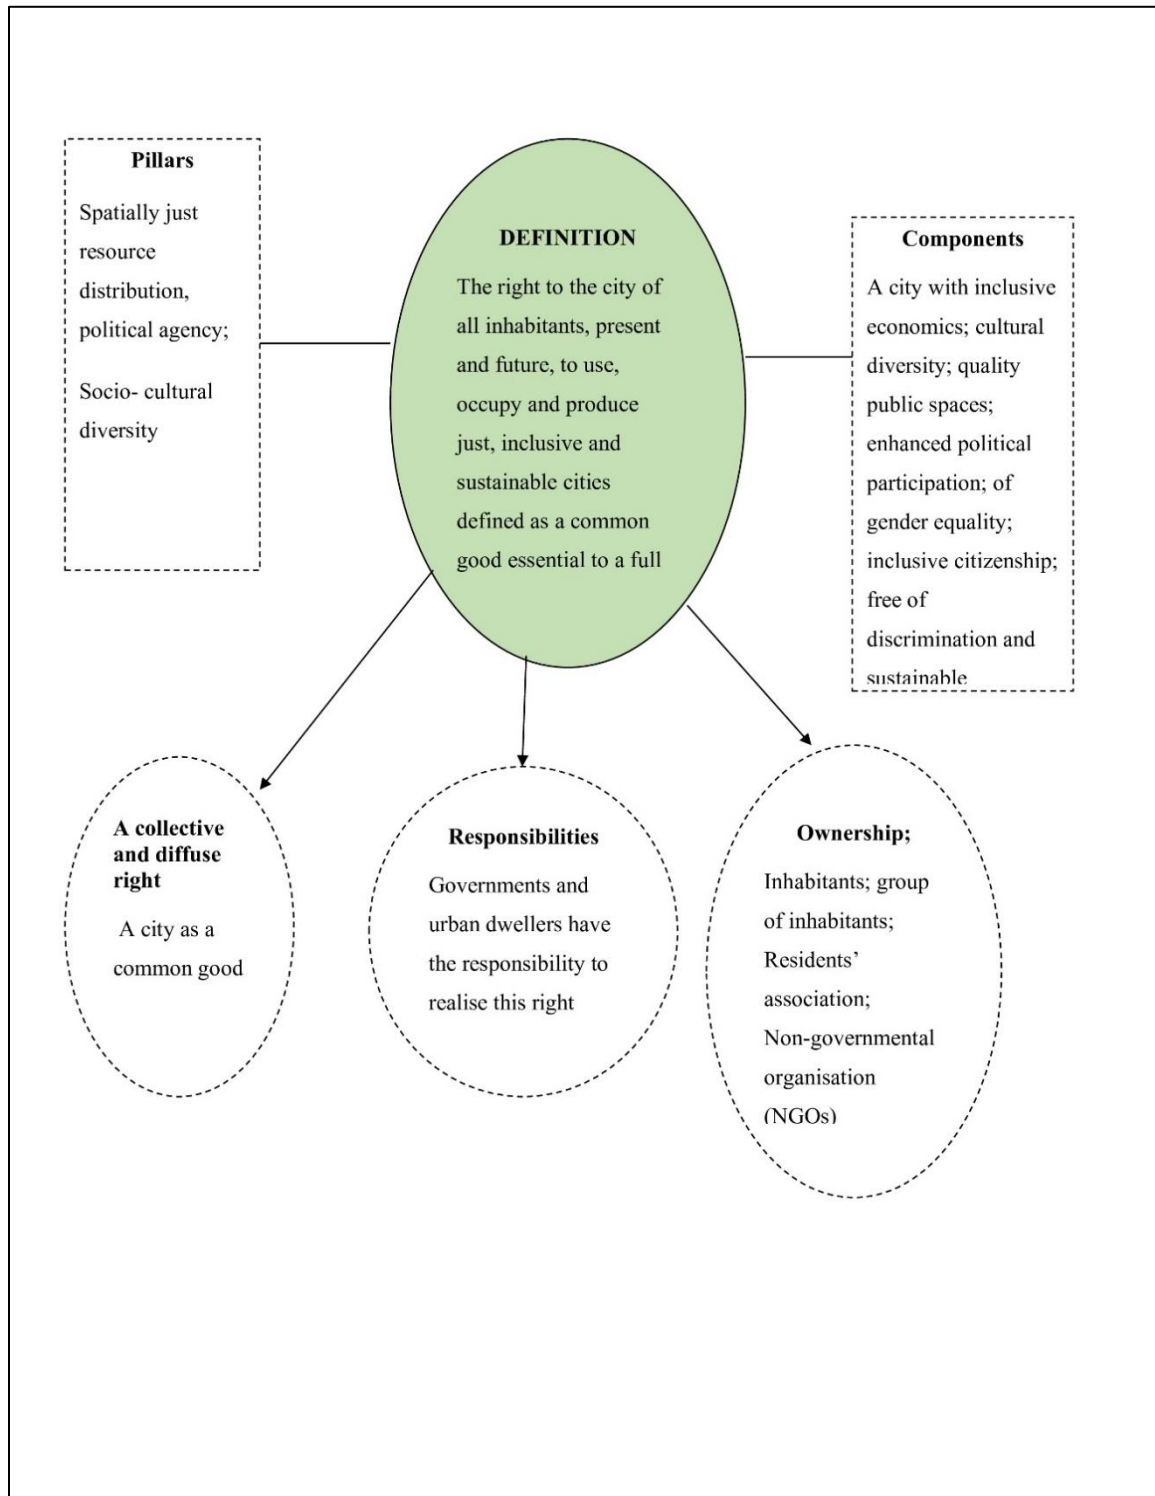 Pillars
Spatially just
resource
distribution,
political agency;
Socio- cultural
diversity
DEFINITION
The right to the city of
all inhabitants, present
and future, to use,
occupy and produce
just, inclusive and
sustainable cities
defined as a common
good essential to a full
Components
A city with inclusive
economics; cultural
diversity; quality
public spaces;
enhanced political
participation; of
gender equality;
inclusive citizenship;
free of
discrimination and
sustainable
A collective
and diffuse
right
A city as a
common good
Responsibilities
Governments and
urban dwellers have
the responsibility to
realise this right
Ownership;
Inhabitants; group
of inhabitants;
Residents’
association;
Non-governmental
organisation
(NGOs)